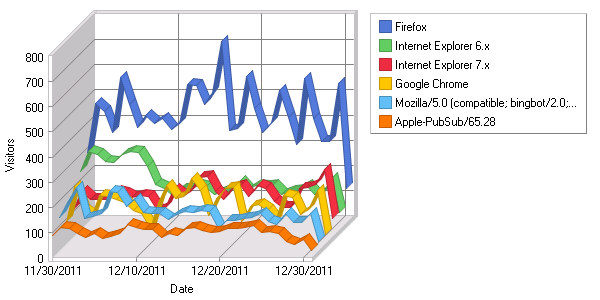 800
700
600
500
400
300
200
100
0
Visitors
11/30/2011 12/10/2011 12/20/2011 12/30/2011
Date
Firefox
Internet Explorer 6.x
Internet Explorer 7.x
Google Chrome
Mozilla/5.0 (compatible; bingbot/2.0;...
Apple-PubSub/65.28